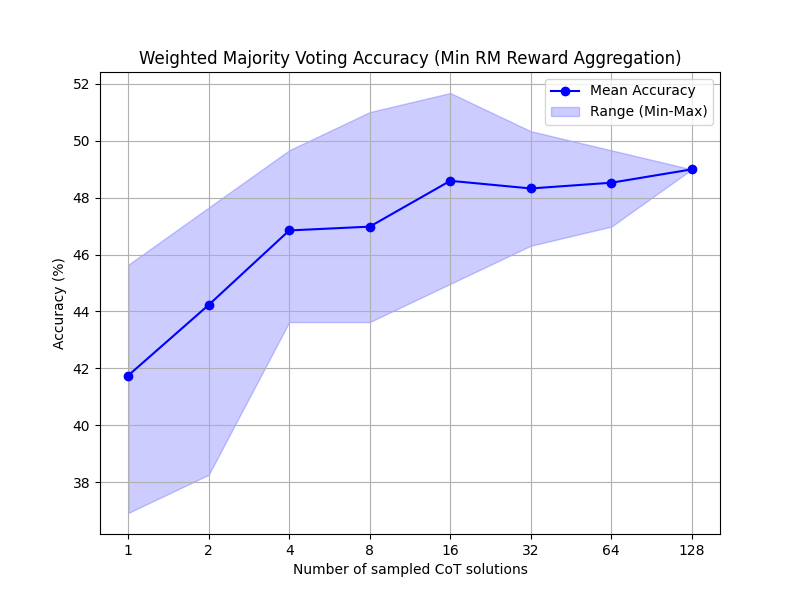 Weighted Majority Voting Accuracy (Min RM Reward Aggregation)
Mean Accuracy
Range (Min-Max)
Accuracy (%)
52
50
48
46
44
42
40
38
1 2 4 8 16 32 64 128
Number of sampled CoT solutions